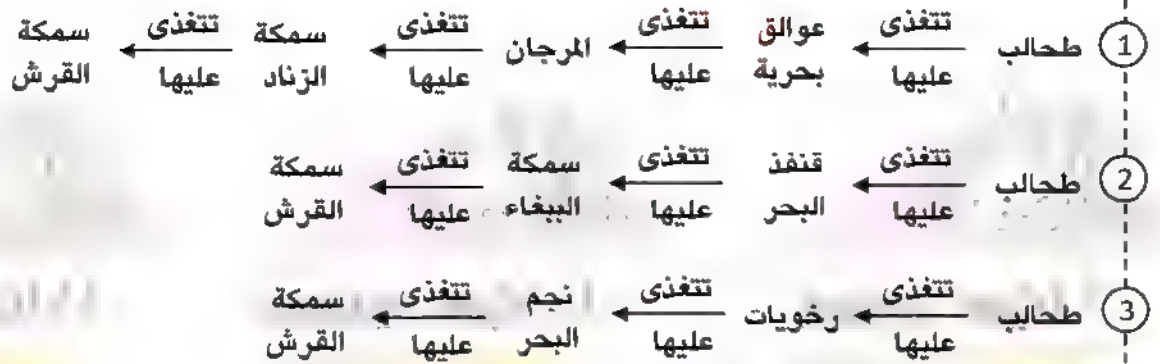 1 طحالب تتغذى عليها عوالق بحرية تتغذى عليها المرجان تتغذى عليها سمكة الزناد تتغذى عليها سمكة القرش
2 طحالب تتغذى عليها قنفذ البحر تتغذى عليها سمكة الببغاء تتغذى عليها سمكة القرش
3 طحالب تتغذى عليها رخويات تتغذى عليها نجم البحر تتغذى عليها سمكة القرش